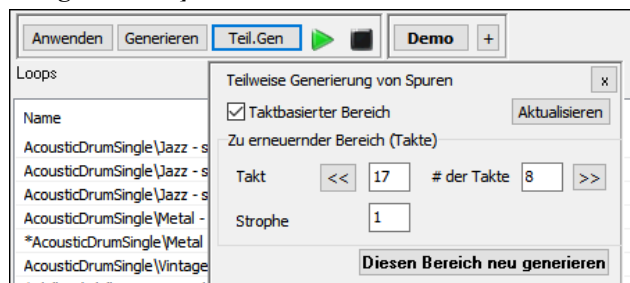 Anwenden Generieren Teil.Gen Demo +
Loops
Teilweise Generierung von Spuren x
Name
Taktbasierter Bereich Aktualisieren
Zu erneuernder Bereich (Takte)
AcousticDrumSingle\Jazz - s
AcousticDrumSingle\Jazz - s
Takt << 17 # der Takte 8 >>
AcousticDrumSingle\Jazz - s
AcousticDrumSingle\Metal -
Strophe 1
*AcousticDrumSingle\Metal
AcousticDrumSingle\Vintage
Diesen Bereich neu generieren